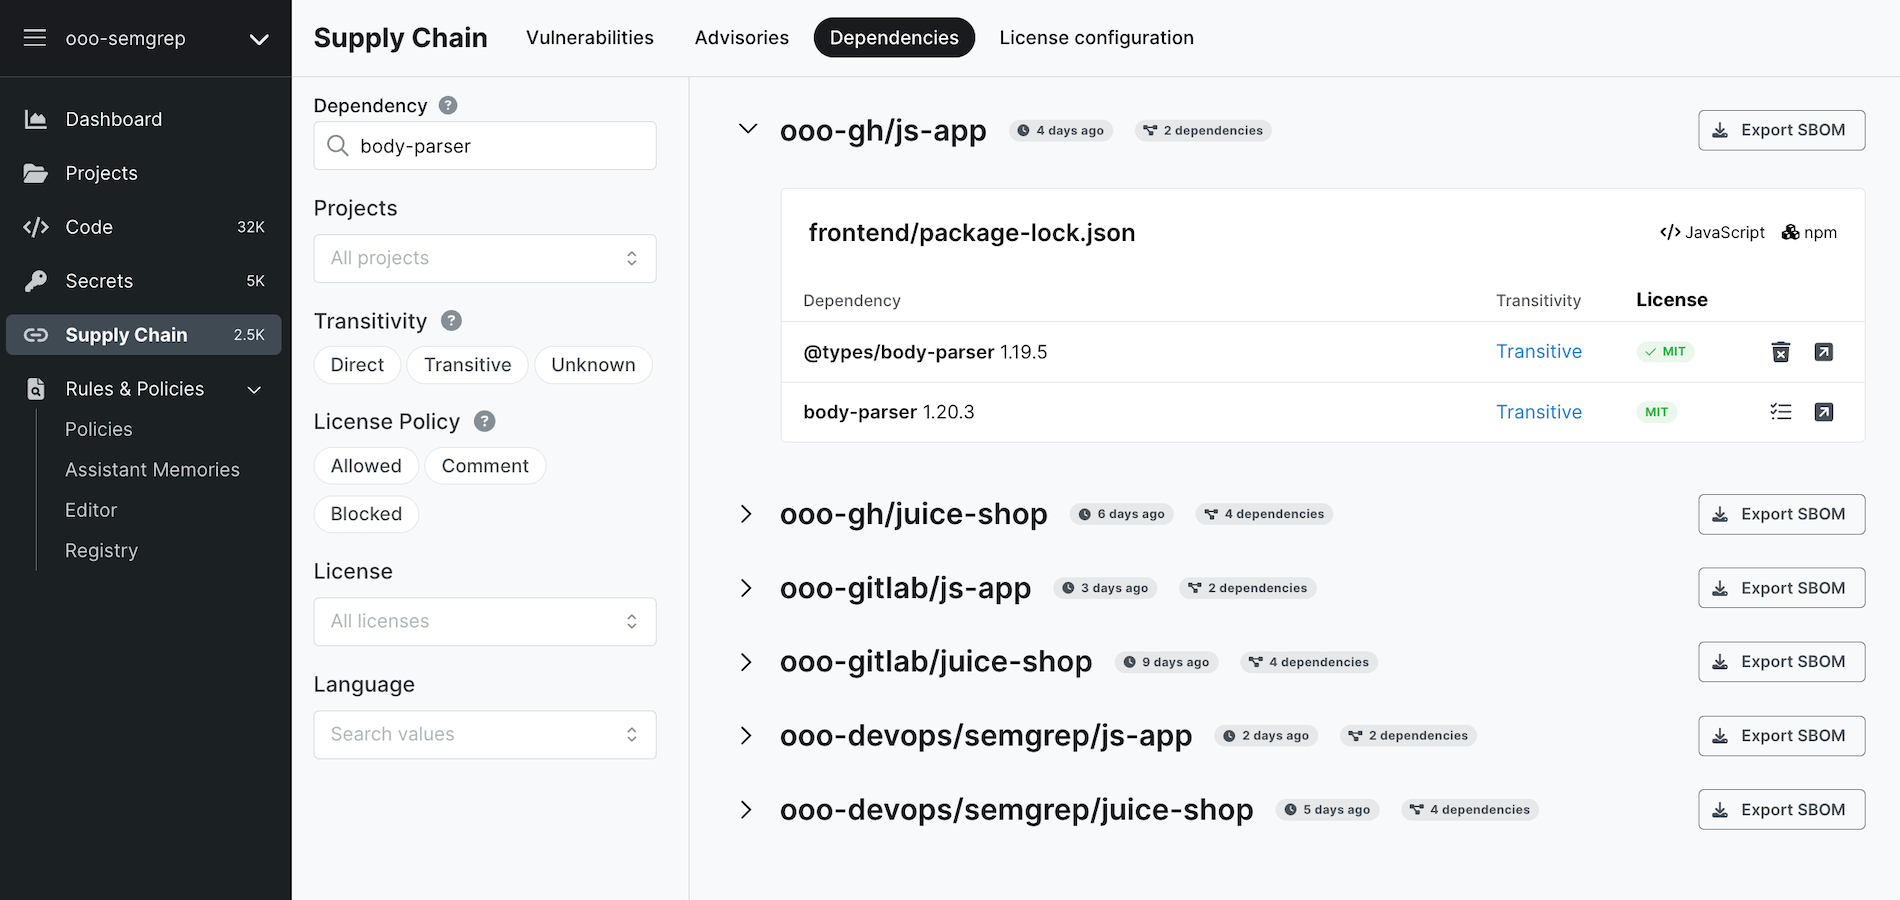 ooo-semgrep
Dashboard
Projects
Code 32K
Secrets 5K
Supply Chain 2.5K
Rules & Policies
Policies
Assistant Memories
Editor
Registry
Supply Chain Vulnerabilities Advisories Dependencies License configuration
Dependency ?
body-parser
Projects
All projects
Transitivity ?
Direct Transitive Unknown
License Policy ?
Allowed Comment
Blocked
License
All licenses
Language
Search values
ooo-gh/js-app 4 days ago 2 dependencies Export SBOM
frontend/package-lock.json </> JavaScript npm
Dependency Transitivity License
@types/body-parser 1.19.5 Transitive MIT
body-parser 1.20.3 Transitive MIT
ooo-gh/juice-shop 6 days ago 4 dependencies Export SBOM
ooo-gitlab/js-app 3 days ago 2 dependencies Export SBOM
ooo-gitlab/juice-shop 9 days ago 4 dependencies Export SBOM
ooo-devops/semgrep/js-app 2 days ago 2 dependencies Export SBOM
ooo-devops/semgrep/juice-shop 5 days ago 4 dependencies Export SBOM